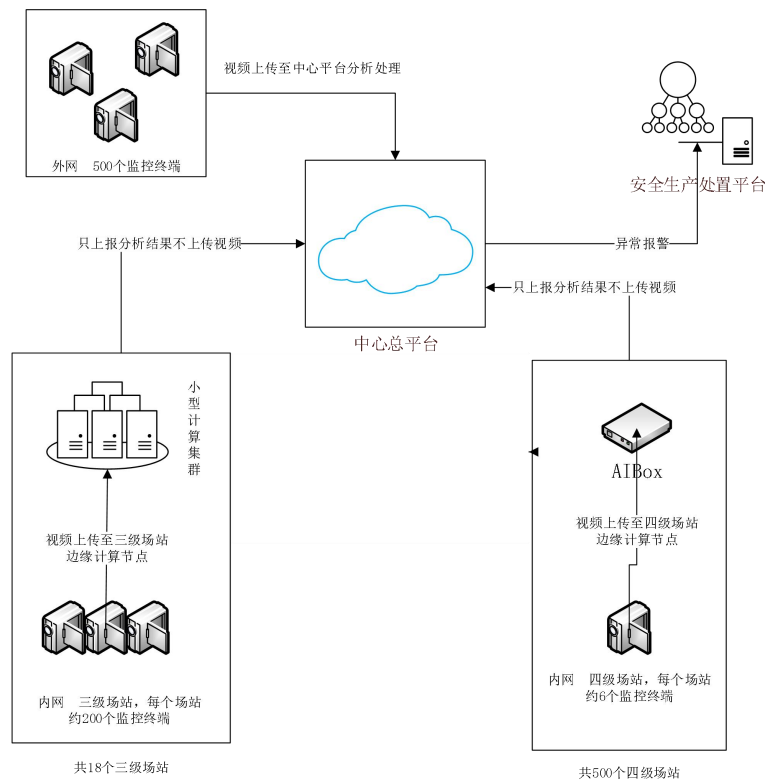 视频上传至中心平台分析处理
外网 500个监控终端
安全生产处置平台
只上报分析结果不上传视频
异常报警
只上报分析结果不上传视频
中心总平台
小型计算集群
AIBox
视频上传至三级场站
边缘计算节点
视频上传至四级场站
边缘计算节点
内网 三级场站，每个场站
约200个监控终端
内网 四级场站，每个场站
约6个监控终端
共18个三级场站
共500个四级场站